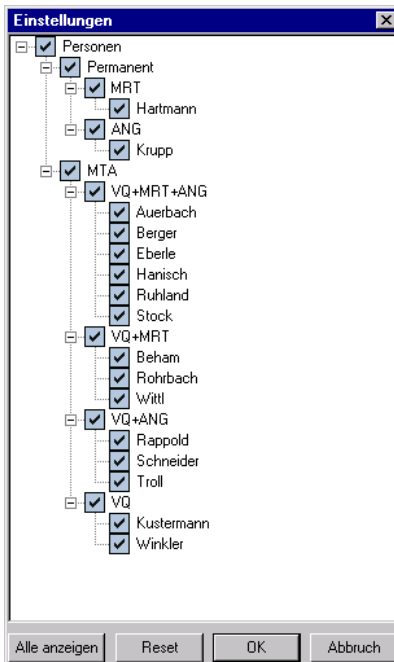 Einstellungen
Personen
Permanent
MRT
Hartmann
ANG
Krupp
MTA
VQ+MRT+ANG
Auerbach
Berger
Eberle
Hanisch
Ruhland
Stock
VQ+MRT
Beham
Rohrbach
Wittl
VQ+ANG
Rappold
Schneider
Troll
VQ
Kustermann
Winkler
Alle anzeigen Reset OK Abbruch